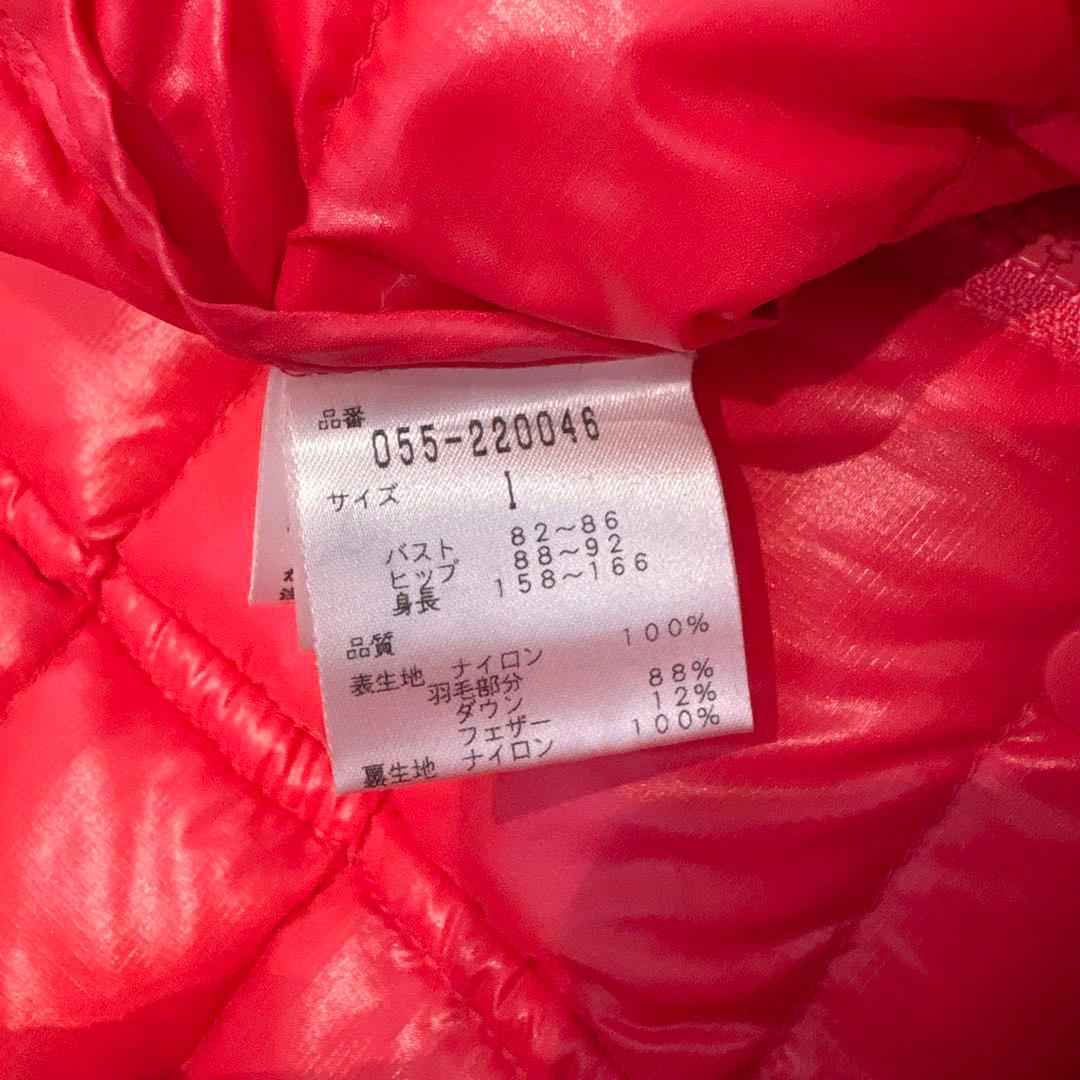 品番
055-220046
サイズ 1
バスト 82～86
ヒップ 88～92
身長 158～166
品質
表生地 ナイロン 100%
羽毛部分
ダウン 88%
フェザー 12%
裏生地 ナイロン 100%